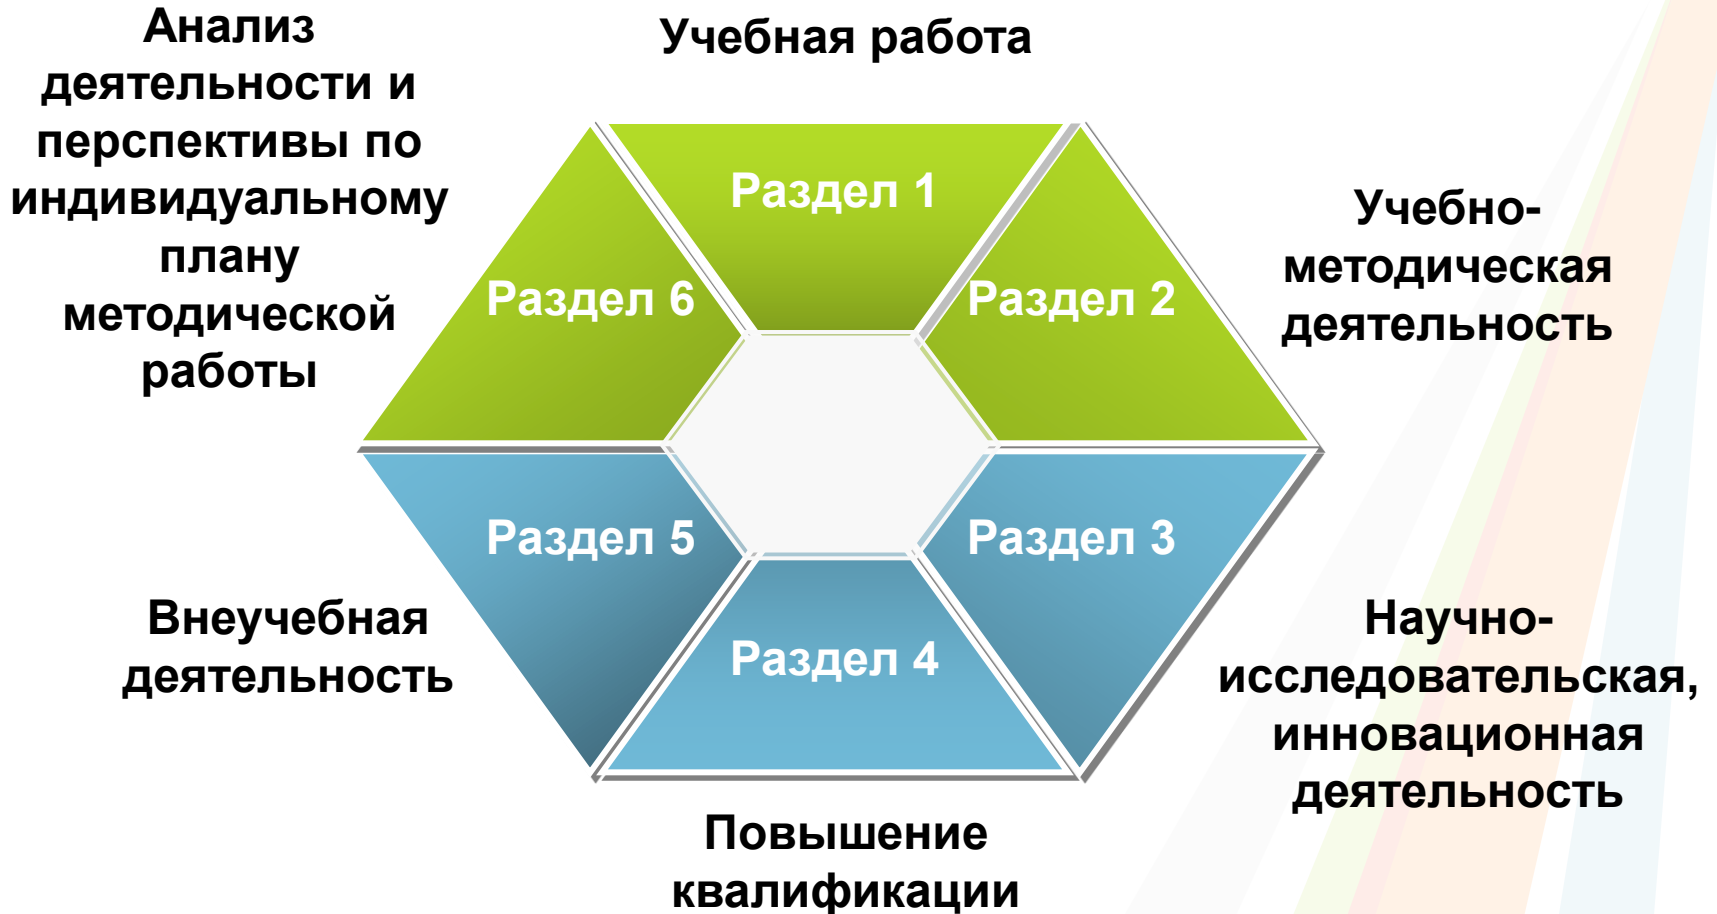 Анализ
деятельности и
перспективы по
индивидуальному
плану
методической
работы
Учебная работа
Раздел 1
Раздел 6
Раздел 2
Учебно-
методическая
деятельность
Раздел 5
Раздел 3
Внеучебная
деятельность
Раздел 4
Научно-
исследовательская,
инновационная
деятельность
Повышение
квалификации